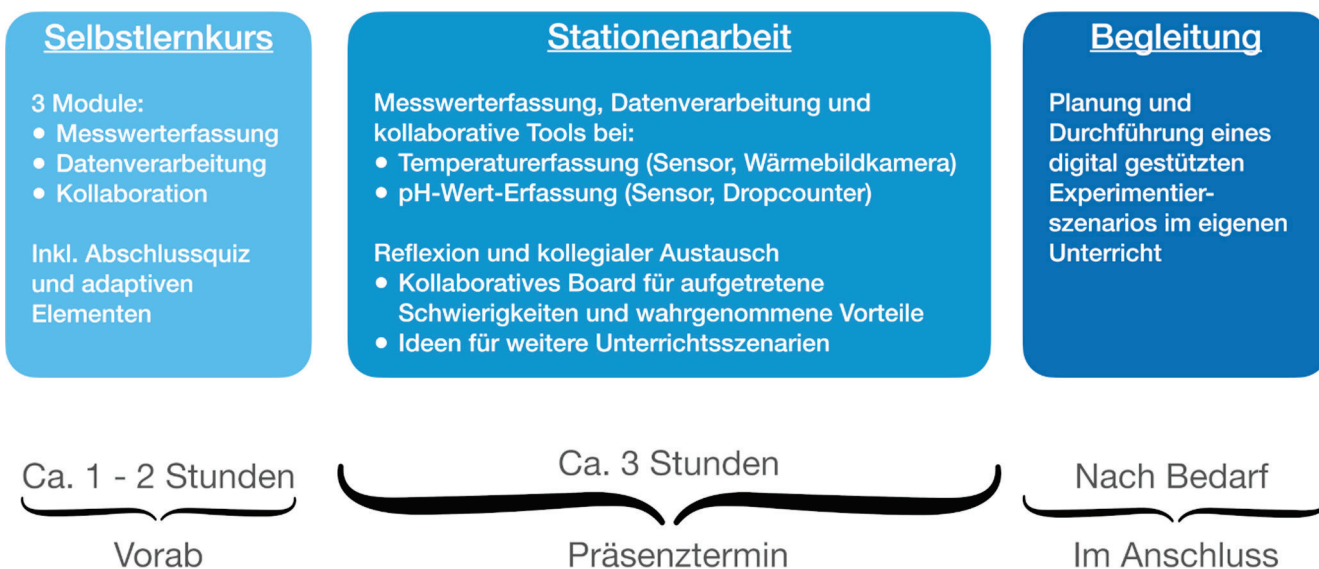 Selbstlernkurs
3 Module:
• Messwerterfassung
• Datenverarbeitung
• Kollaboration
Inkl. Abschlussquiz
und adaptiven
Elementen
Stationenarbeit
Messwerterfassung, Datenverarbeitung und
kollaborative Tools bei:
• Temperaturerfassung (Sensor, Wärmebildkamera)
• pH-Wert-Erfassung (Sensor, Dropcounter)
Reflexion und kollegialer Austausch
• Kollaboratives Board für aufgetretene
Schwierigkeiten und wahrgenommene Vorteile
• Ideen für weitere Unterrichtsszenarien
Begleitung
Planung und
Durchführung eines
digital gestützten
Experimentier-
szenarios im eigenen
Unterricht
Ca. 1 - 2 Stunden
Vorab
Ca. 3 Stunden
Präsenztermin
Nach Bedarf
Im Anschluss